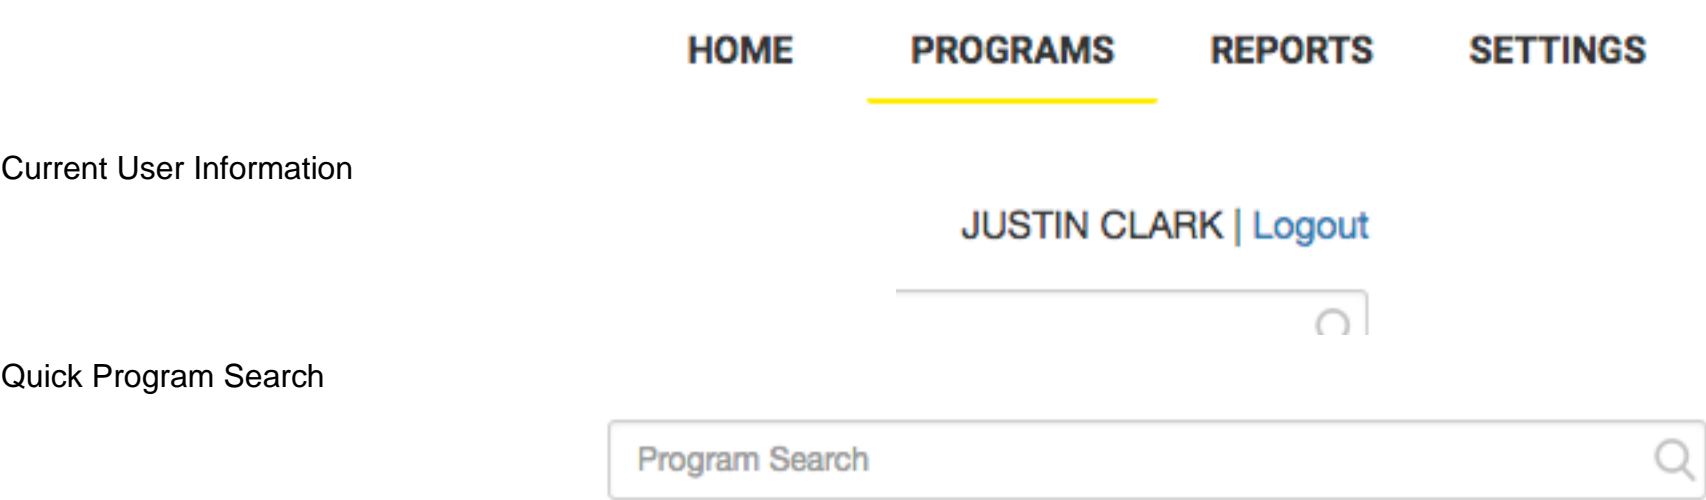 HOME PROGRAMS REPORTS SETTINGS
Current User Information
JUSTIN CLARK | Logout
Quick Program Search
Program Search